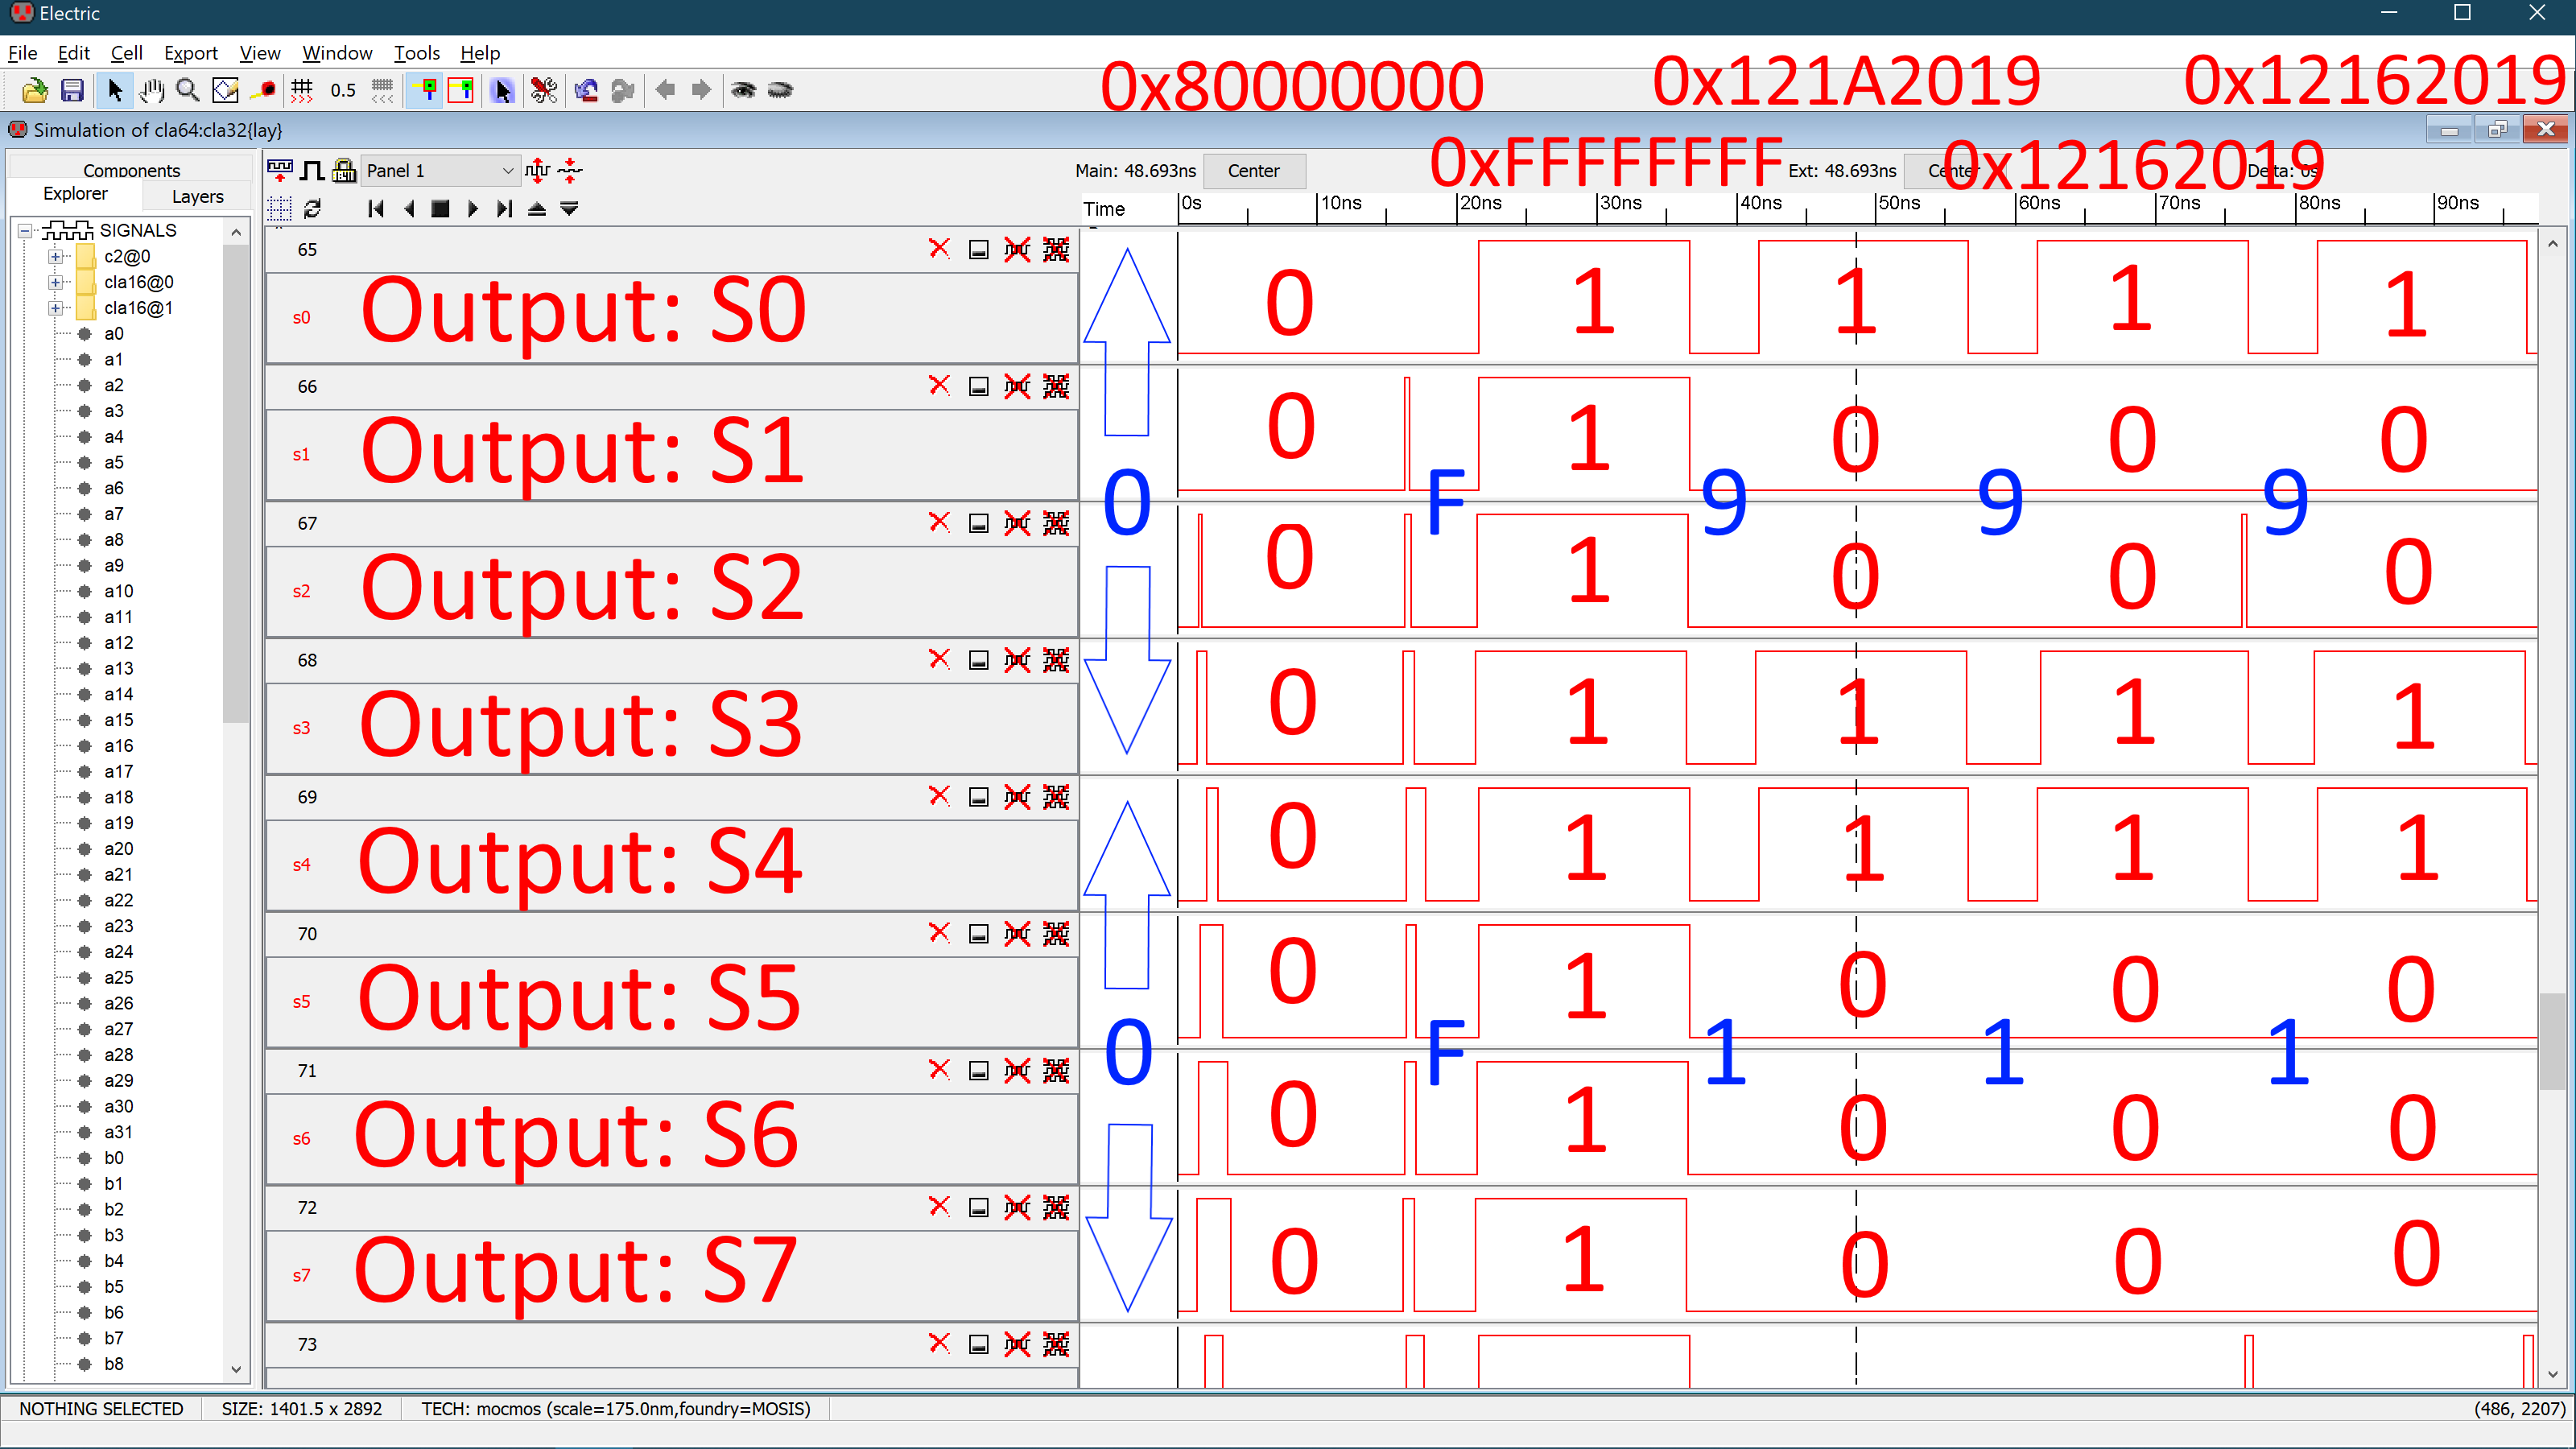 Electric
File Edit Cell Export View Window Tools Help
0.5
0x80000000 0x121A2019 0x12162019
Simulation of cla64:cla32{lay}
0xFFFFFFFF 0x12162019
Components
Explorer Layers
Panel 1
Main: 48.693ns Center Ext: 48.693ns Center Delta: 0s
Time 0s 10ns 20ns 30ns 40ns 50ns 60ns 70ns 80ns 90ns
SIGNALS
c2@0
cla16@0
cla16@1
a0
a1
a2
a3
a4
a5
a6
a7
a8
a9
a10
a11
a12
a13
a14
a15
a16
a17
a18
a19
a20
a21
a22
a23
a24
a25
a26
a27
a28
a29
a30
a31
b0
b1
b2
b3
b4
b5
b6
b7
b8
65
s0 Output: S0 0 1 1 1 1
66
s1 Output: S1 0 1 0 0 0
0 F 9 9 9
67
s2 Output: S2 0 1 0 0 0
68
s3 Output: S3 0 1 1 1 1
69
s4 Output: S4 0 1 1 1 1
70
s5 Output: S5 0 1 0 0 0
0 F 1 1 1
71
s6 Output: S6 0 1 0 0 0
72
s7 Output: S7 0 1 0 0 0
73
NOTHING SELECTED SIZE: 1401.5 x 2892 TECH: mocmos (scale=175.0nm,foundry=MOSIS) (486, 2207)